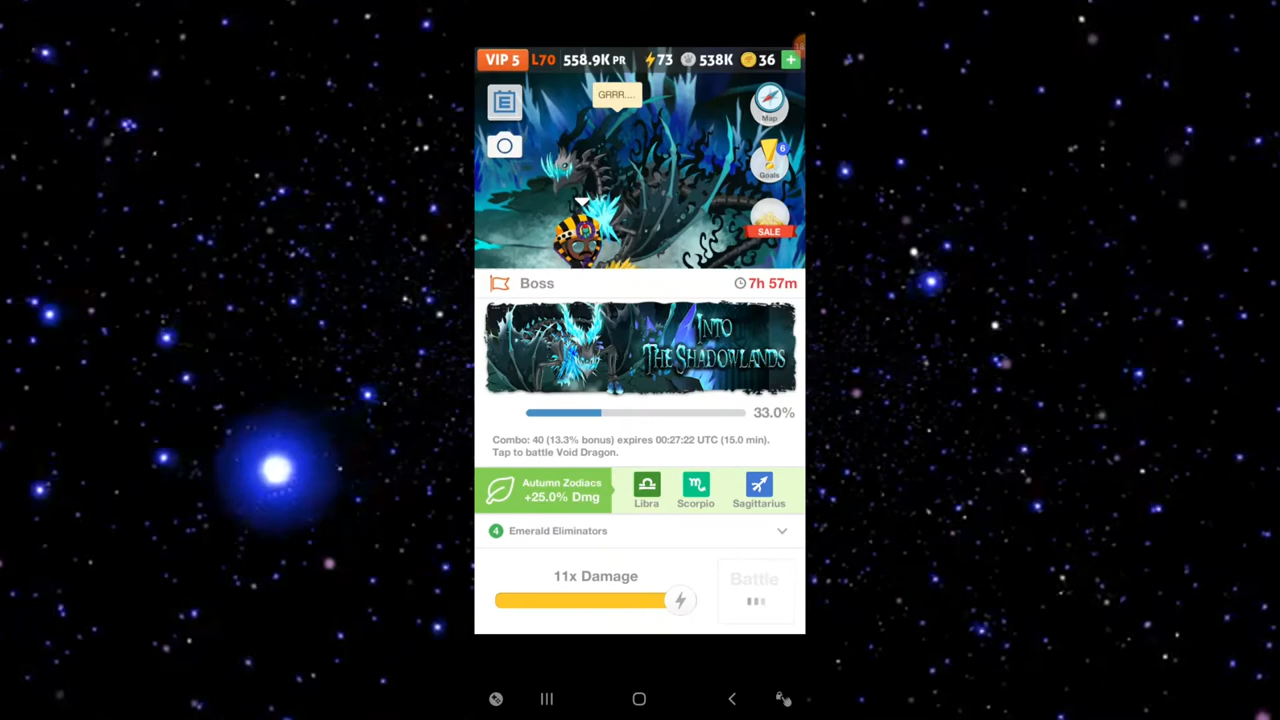 VIP 5 L70 558.9K PR 73 538K 36 +
GRRR....
Map
6
Goals
SALE
Boss 7h 57m
INTO
THE SHADOWLANDS
33.0%
Combo: 40 (13.3% bonus) expires 00:27:22 UTC (15.0 min).
Tap to battle Void Dragon.
Autumn Zodiacs
+25.0% Dmg
Libra Scorpio Sagittarius
4 Emerald Eliminators
11x Damage
Battle